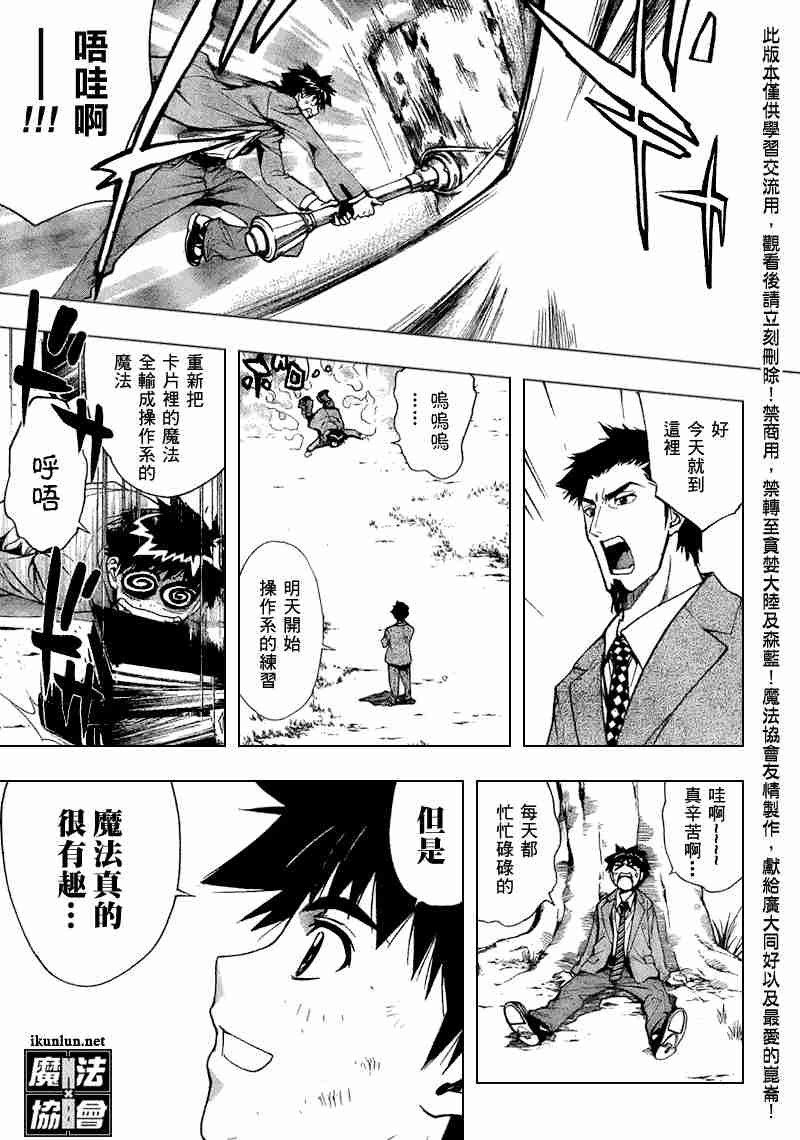 唔哇啊
——!!!
好
今天就到
這裡
嗚嗚嗚
……
明天開始
操作系的練習
重新把
卡片裡的魔法
全輸成操作系的
魔法
呼唔
哇啊~~~~
真辛苦啊…
每天都
忙忙碌碌的
但是
魔法真的
很有趣…
此版本僅供學習交流用，觀看後請立刻刪除！禁商用，禁轉至貪婪大陸及森藍！魔法協會友情製作，獻給廣大同好以及最愛的崑崙！
ikunlun.net
魔法
協會